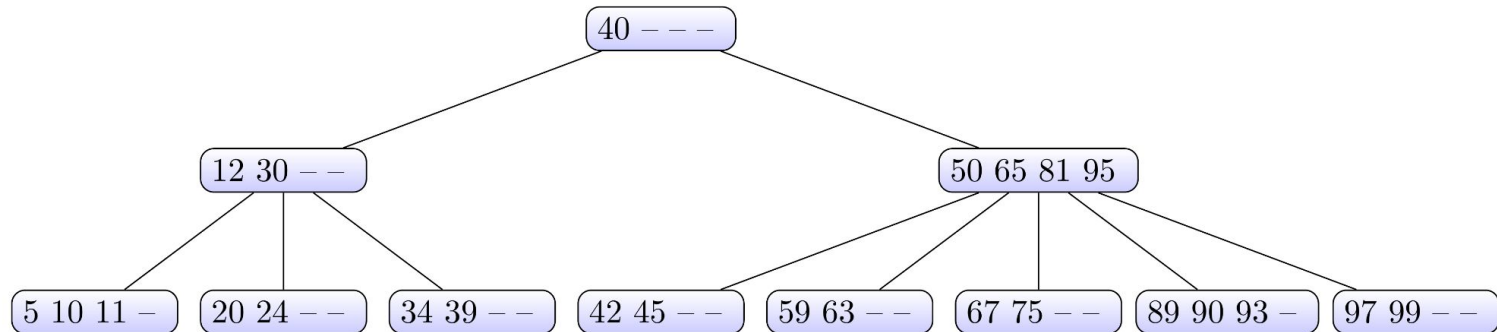 40 – – –
12 30 – –
50 65 81 95
5 10 11 –
20 24 – –
34 39 – –
42 45 – –
59 63 – –
67 75 – –
89 90 93 –
97 99 – –